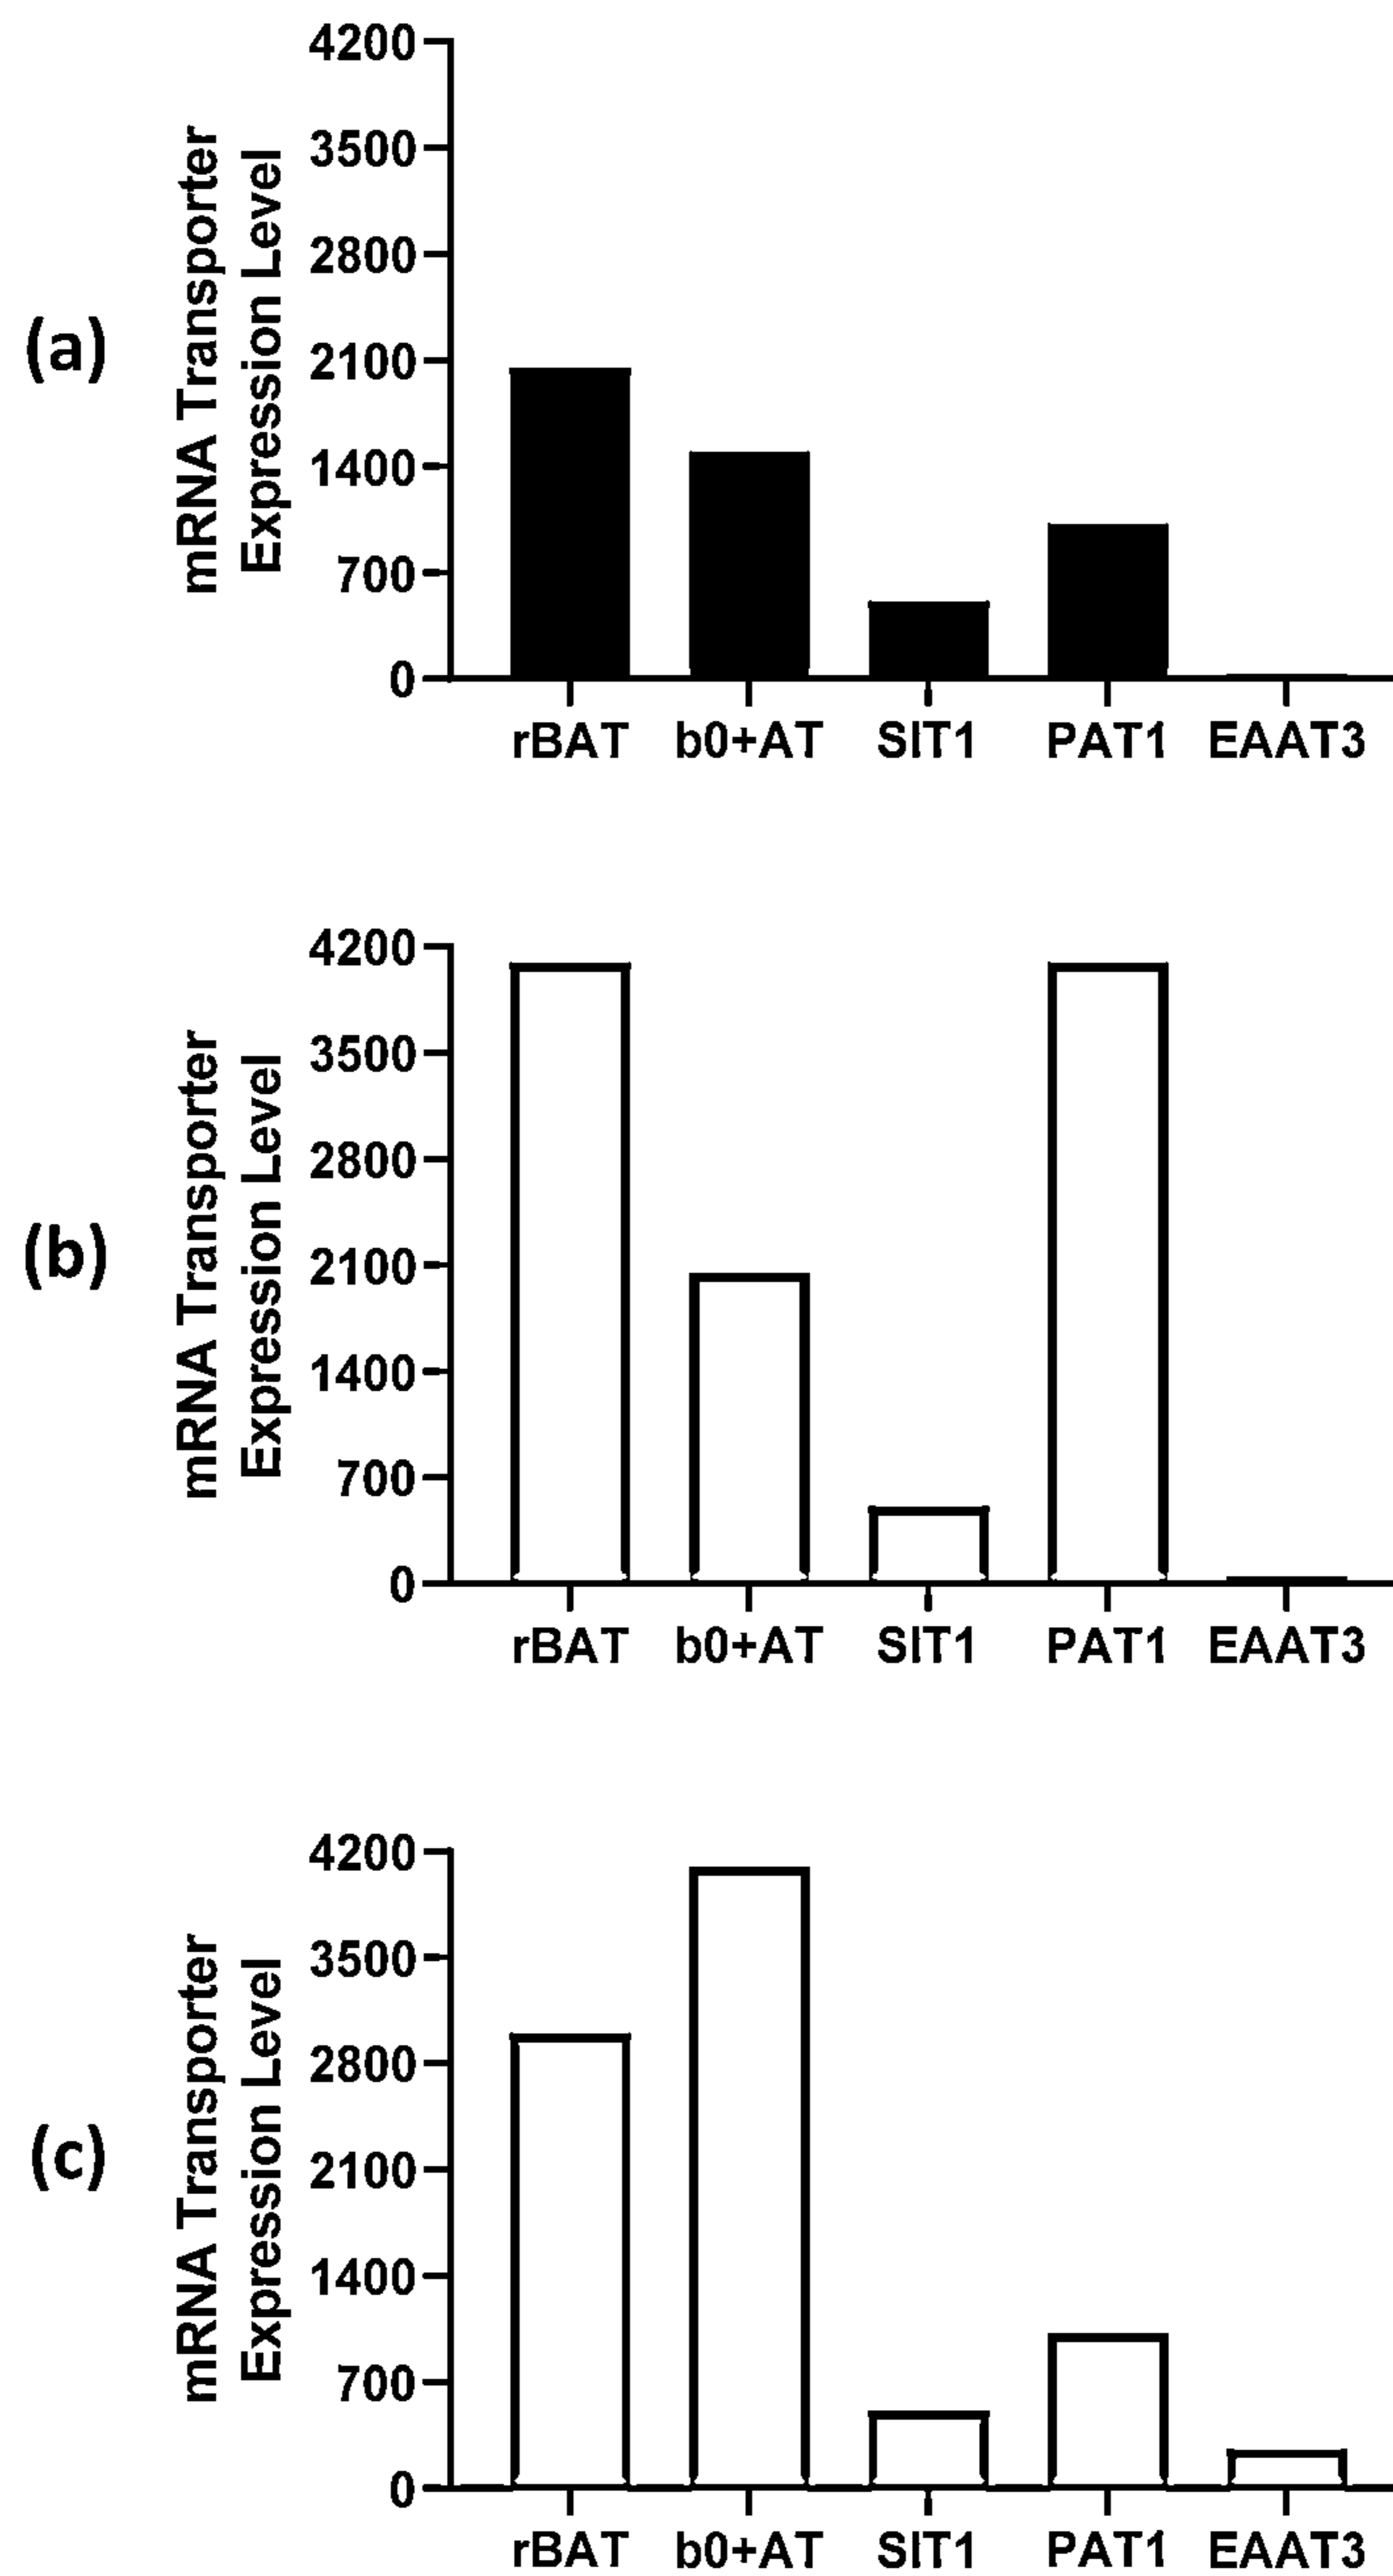 (a)
mRNA Transporter
Expression Level
4200
3500
2800
2100
1400
700
0
rBAT b0+AT SIT1 PAT1 EAAT3
(b)
mRNA Transporter
Expression Level
4200
3500
2800
2100
1400
700
0
rBAT b0+AT SIT1 PAT1 EAAT3
(c)
mRNA Transporter
Expression Level
4200
3500
2800
2100
1400
700
0
rBAT b0+AT SIT1 PAT1 EAAT3